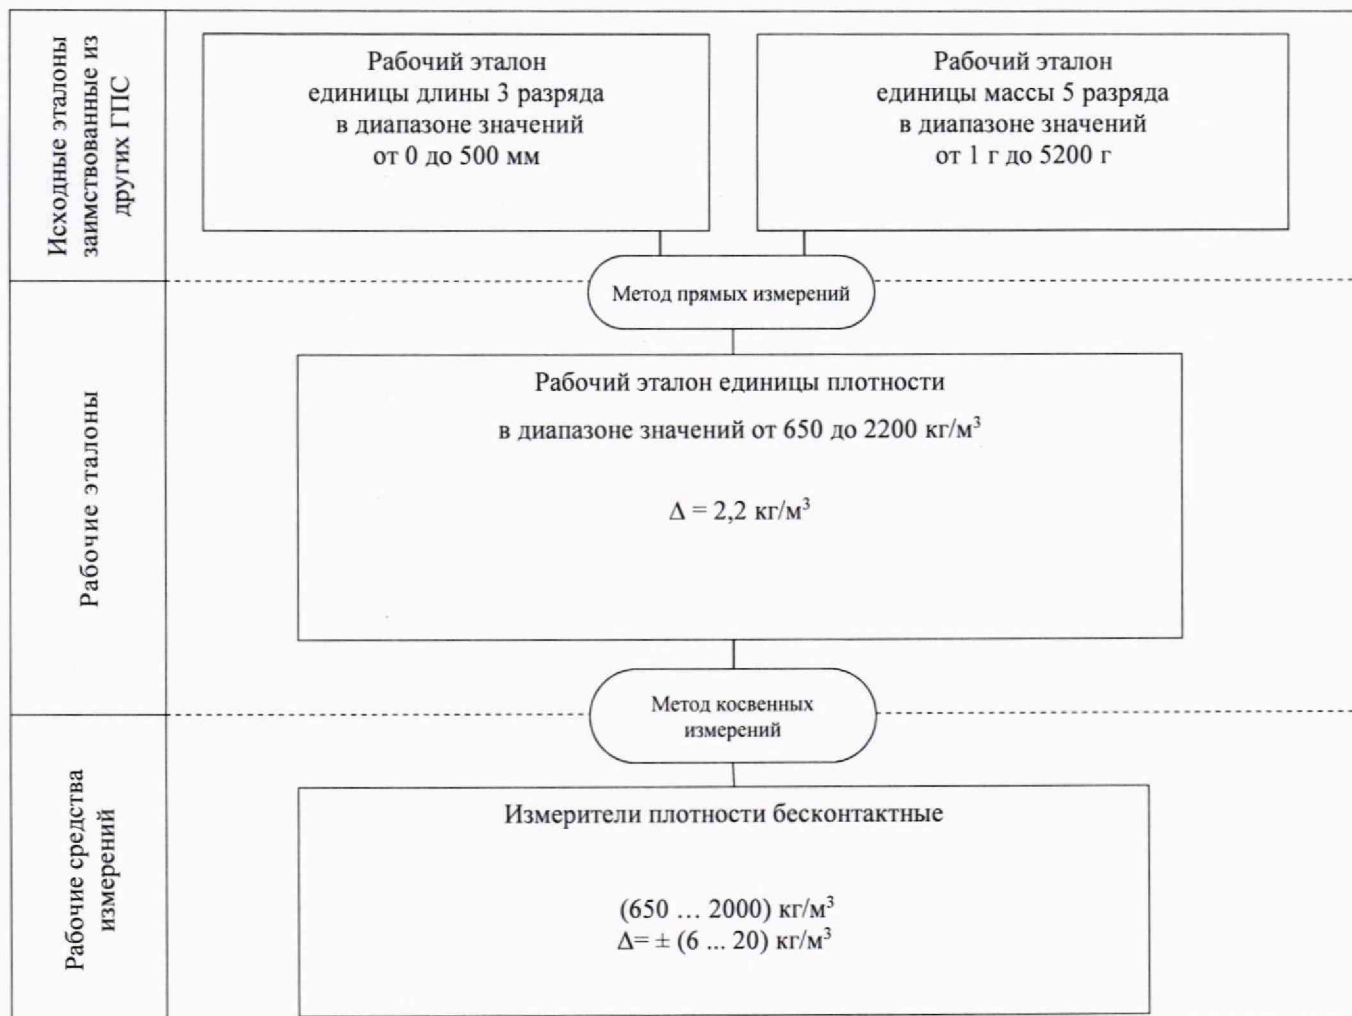 Исходные эталоны
заимствованные из
других ГПС
Рабочий эталон
единицы длины 3 разряда
в диапазоне значений
от 0 до 500 мм
Рабочий эталон
единицы массы 5 разряда
в диапазоне значений
от 1 г до 5200 г
Метод прямых измерений
Рабочие эталоны
Рабочий эталон единицы плотности
в диапазоне значений от 650 до 2200 кг/м³
Δ = 2,2 кг/м³
Метод косвенных
измерений
Рабочие средства
измерений
Измерители плотности бесконтактные
(650 … 2000) кг/м³
Δ= ± (6 ... 20) кг/м³